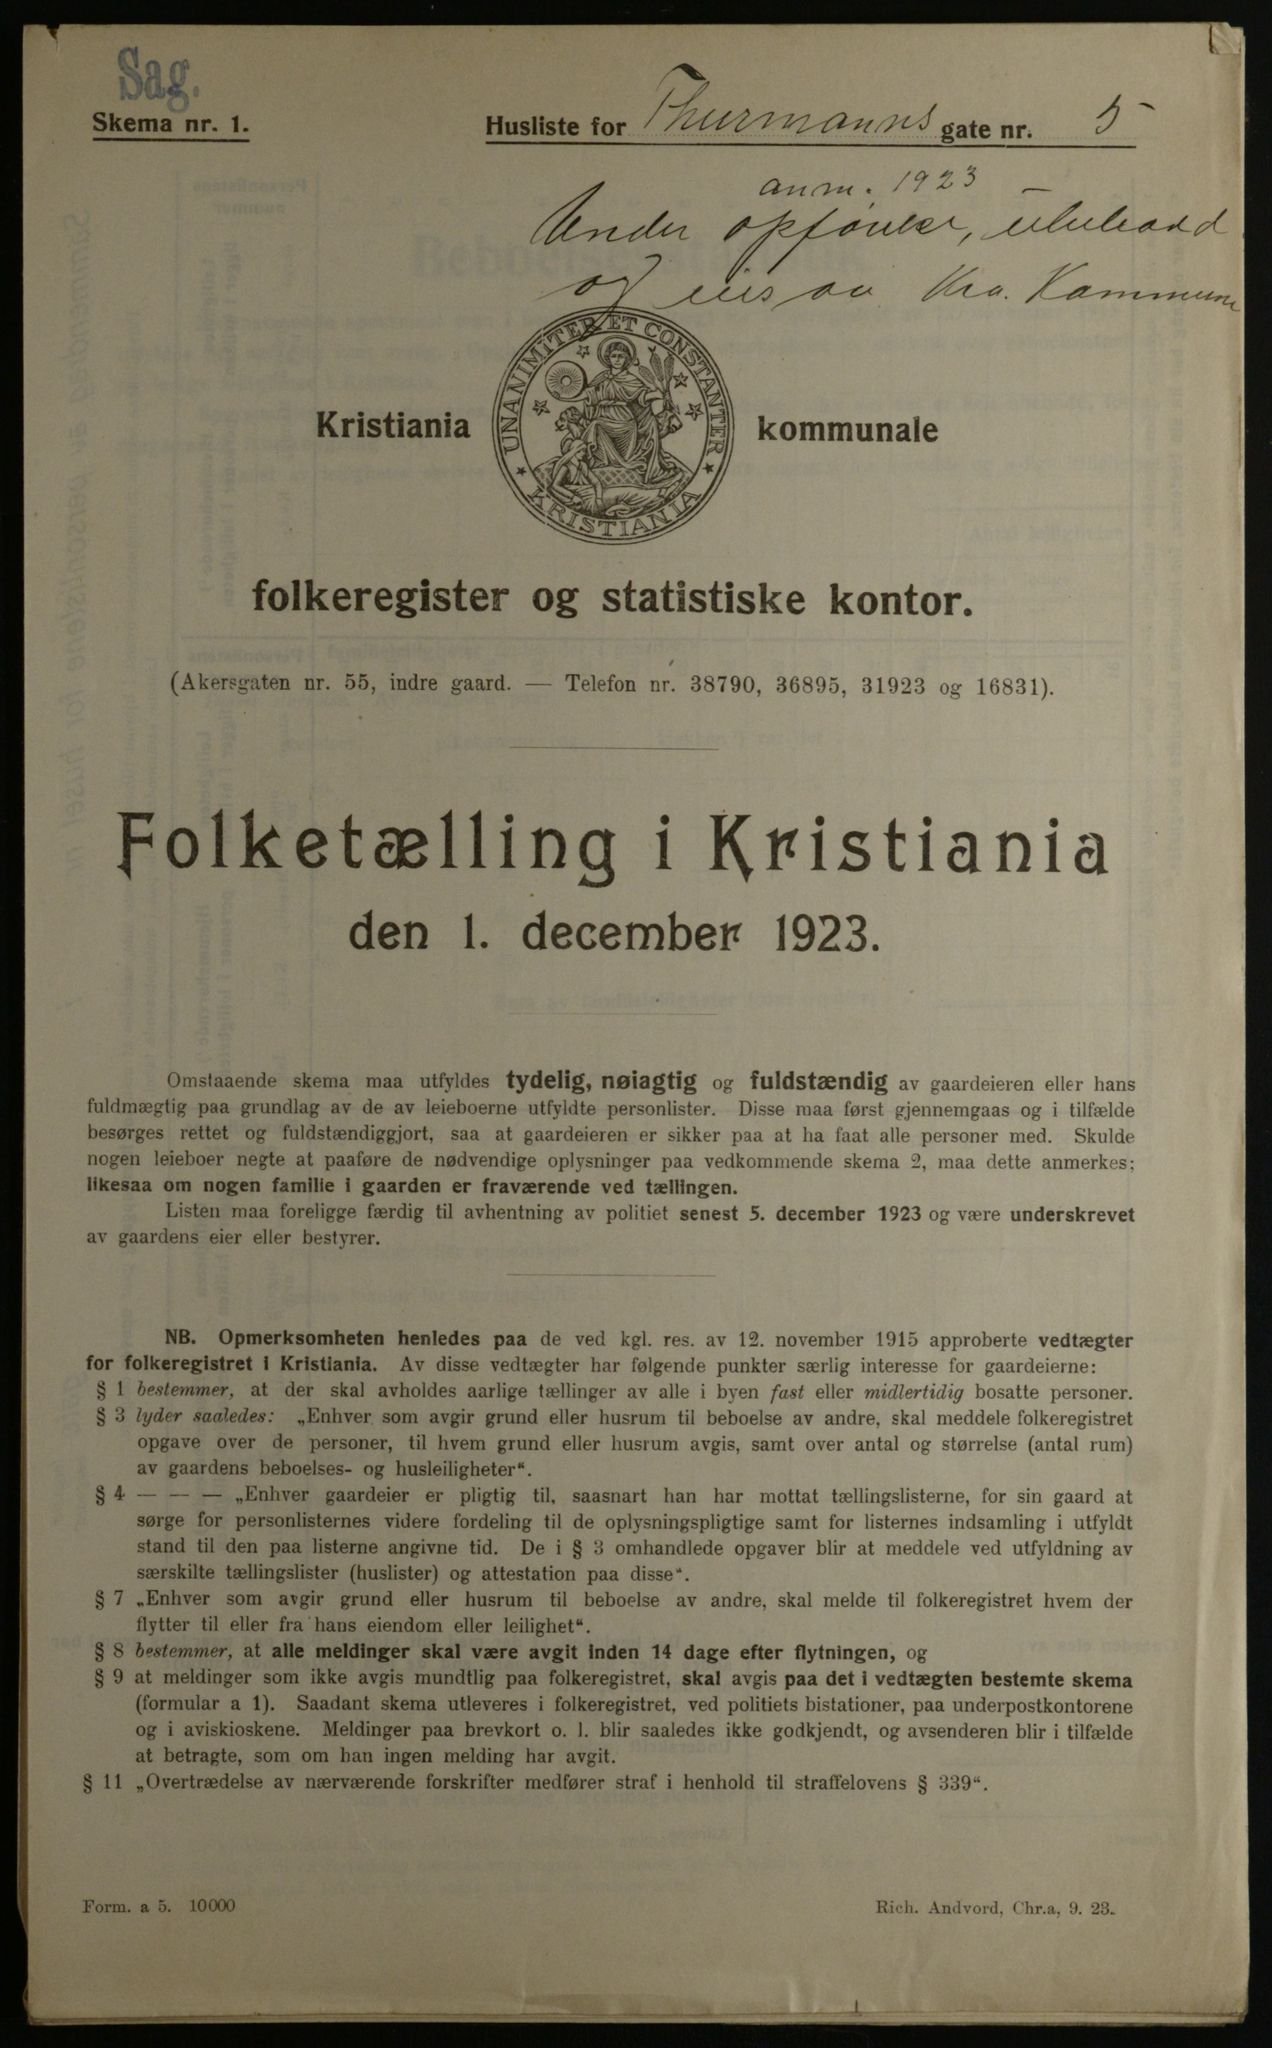 Sag.
Skema nr. 1.
Husliste for Thurmanns gate nr. 5
anm. 1923
Under opførelse, ubebodd
og eies av Kra. Kommune
UNANIMITER ET CONSTANTER
KRISTIANIA
Kristiania kommunale
folkeregister og statistiske kontor.
(Akersgaten nr. 55, indre gaard. — Telefon nr. 38790, 36895, 31923 og 16831).
Folketælling i Kristiania
den 1. december 1923.
Omstaaende skema maa utfyldes tydelig, nøiagtig og fuldstændig av gaardeieren eller hans
fuldmægtig paa grundlag av de av leieboerne utfyldte personlister. Disse maa først gjennemgaas og i tilfælde
besørges rettet og fuldstændiggjort, saa at gaardeieren er sikker paa at ha faat alle personer med. Skulde
nogen leieboer negte at paaføre de nødvendige oplysninger paa vedkommende skema 2, maa dette anmerkes;
likesaa om nogen familie i gaarden er fraværende ved tællingen.
Listen maa foreligge færdig til avhentning av politiet senest 5. december 1923 og være underskrevet
av gaardens eier eller bestyrer.
NB. Opmerksomheten henledes paa de ved kgl. res. av 12. november 1915 approberte vedtægter
for folkeregistret i Kristiania. Av disse vedtægter har følgende punkter særlig interesse for gaardeierne:
§ 1 bestemmer, at der skal avholdes aarlige tællinger av alle i byen fast eller midlertidig bosatte personer.
§ 3 lyder saaledes: „Enhver som avgir grund eller husrum til beboelse av andre, skal meddele folkeregistret
opgave over de personer, til hvem grund eller husrum avgis, samt over antal og størrelse (antal rum)
av gaardens beboelses- og husleiligheter“.
§ 4 — — — „Enhver gaardeier er pligtig til, saasnart han har mottat tællingslisterne, for sin gaard at
sørge for personlisternes videre fordeling til de oplysningspligtige samt for listernes indsamling i utfyldt
stand til den paa listerne angivne tid. De i § 3 omhandlede opgaver blir at meddele ved utfyldning av
særskilte tællingslister (huslister) og attestation paa disse“.
§ 7 „Enhver som avgir grund eller husrum til beboelse av andre, skal melde til folkeregistret hvem der
flytter til eller fra hans eiendom eller leilighet“.
§ 8 bestemmer, at alle meldinger skal være avgit inden 14 dage efter flytningen, og
§ 9 at meldinger som ikke avgis mundtlig paa folkeregistret, skal avgis paa det i vedtægten bestemte skema
(formular a 1). Saadant skema utleveres i folkeregistret, ved politiets bistationer, paa underpostkontorene
og i aviskioskene. Meldinger paa brevkort o. l. blir saaledes ikke godkjendt, og avsenderen blir i tilfælde
at betragte, som om han ingen melding har avgit.
§ 11 „Overtrædelse av nærværende forskrifter medfører straf i henhold til straffelovens § 339“.
Form. a 5. 10000
Rich. Andvord, Chr.a, 9. 23.